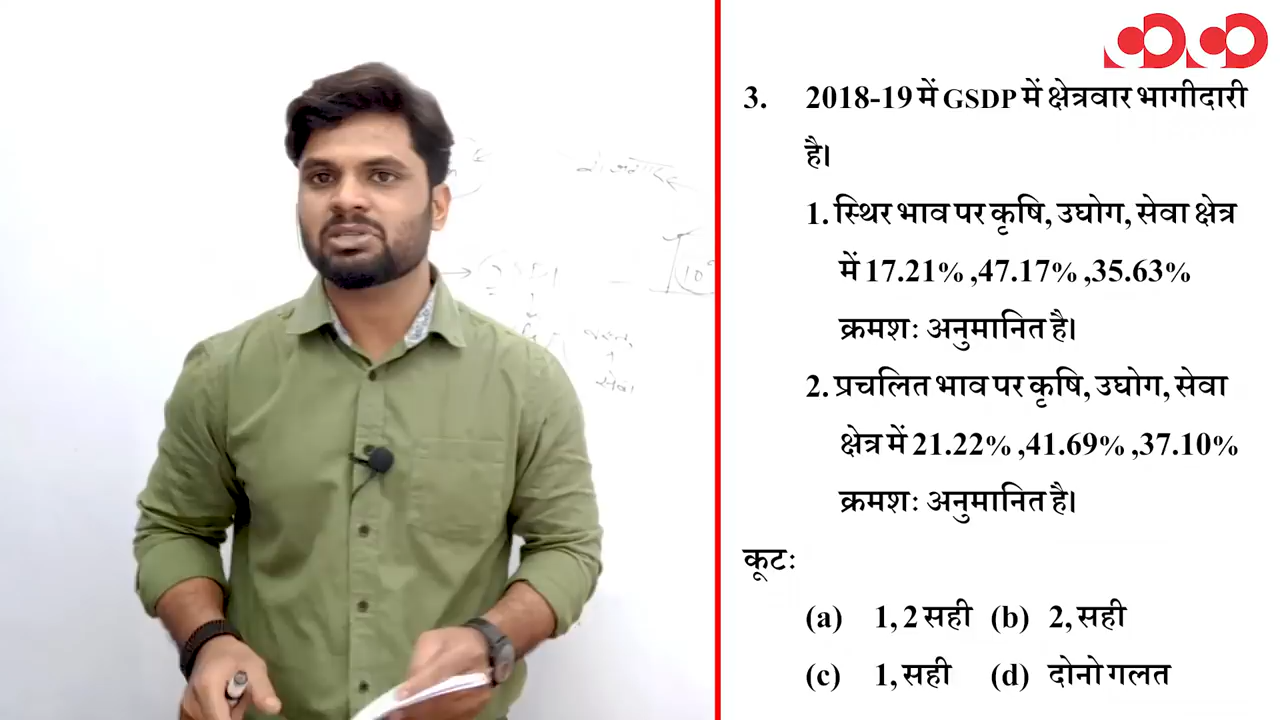 3. 2018-19 में GSDP में क्षेत्रवार भागीदारी
है।
1. स्थिर भाव पर कृषि, उघोग, सेवा क्षेत्र
में 17.21% ,47.17% ,35.63%
क्रमशः अनुमानित है।
2. प्रचलित भाव पर कृषि, उघोग, सेवा
क्षेत्र में 21.22% ,41.69% ,37.10%
क्रमशः अनुमानित है।
कूटः
(a) 1, 2 सही (b) 2, सही
(c) 1, सही (d) दोनो गलत